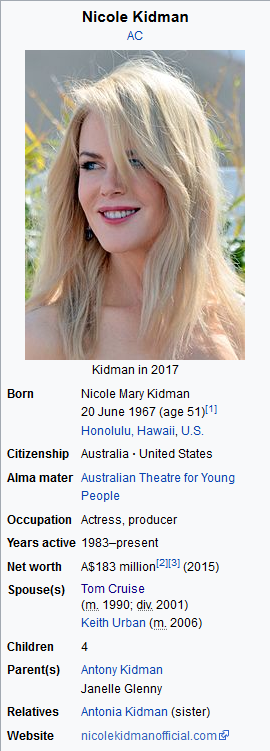 Nicole Kidman
AC
Kidman in 2017
Born Nicole Mary Kidman
20 June 1967 (age 51)[1]
Honolulu, Hawaii, U.S.
Citizenship Australia · United States
Alma mater Australian Theatre for Young
People
Occupation Actress, producer
Years active 1983–present
Net worth A$183 million[2][3] (2015)
Spouse(s) Tom Cruise
(m. 1990; div. 2001)
Keith Urban (m. 2006)
Children 4
Parent(s) Antony Kidman
Janelle Glenny
Relatives Antonia Kidman (sister)
Website nicolekidmanofficial.com